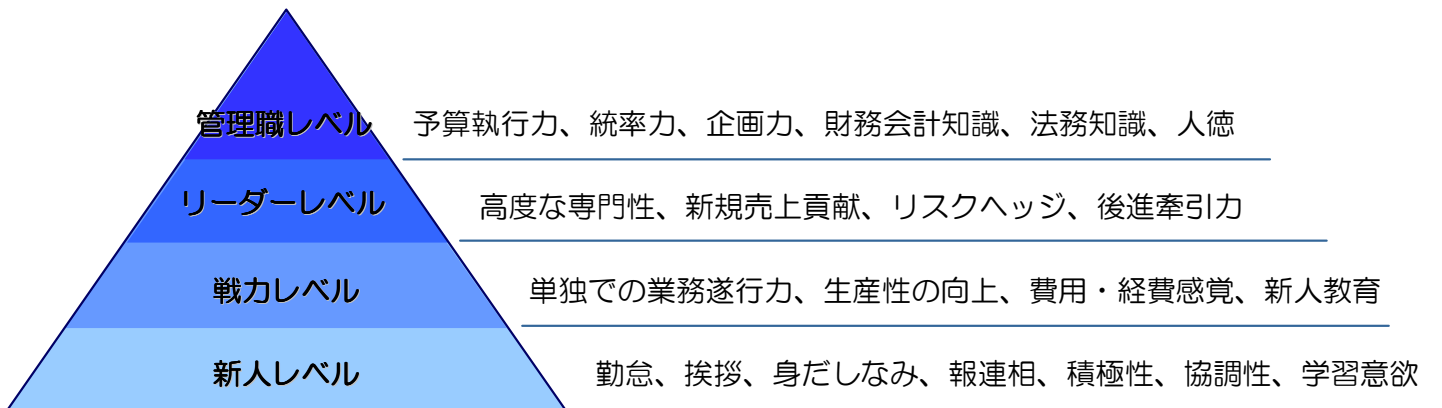 管理職レベル
予算執行力、統率力、企画力、財務会計知識、法務知識、人徳
リーダーレベル
高度な専門性、新規売上貢献、リスクヘッジ、後進牽引力
戦力レベル
単独での業務遂行力、生産性の向上、費用・経費感覚、新人教育
新人レベル
勤怠、挨拶、身だしなみ、報連相、積極性、協調性、学習意欲